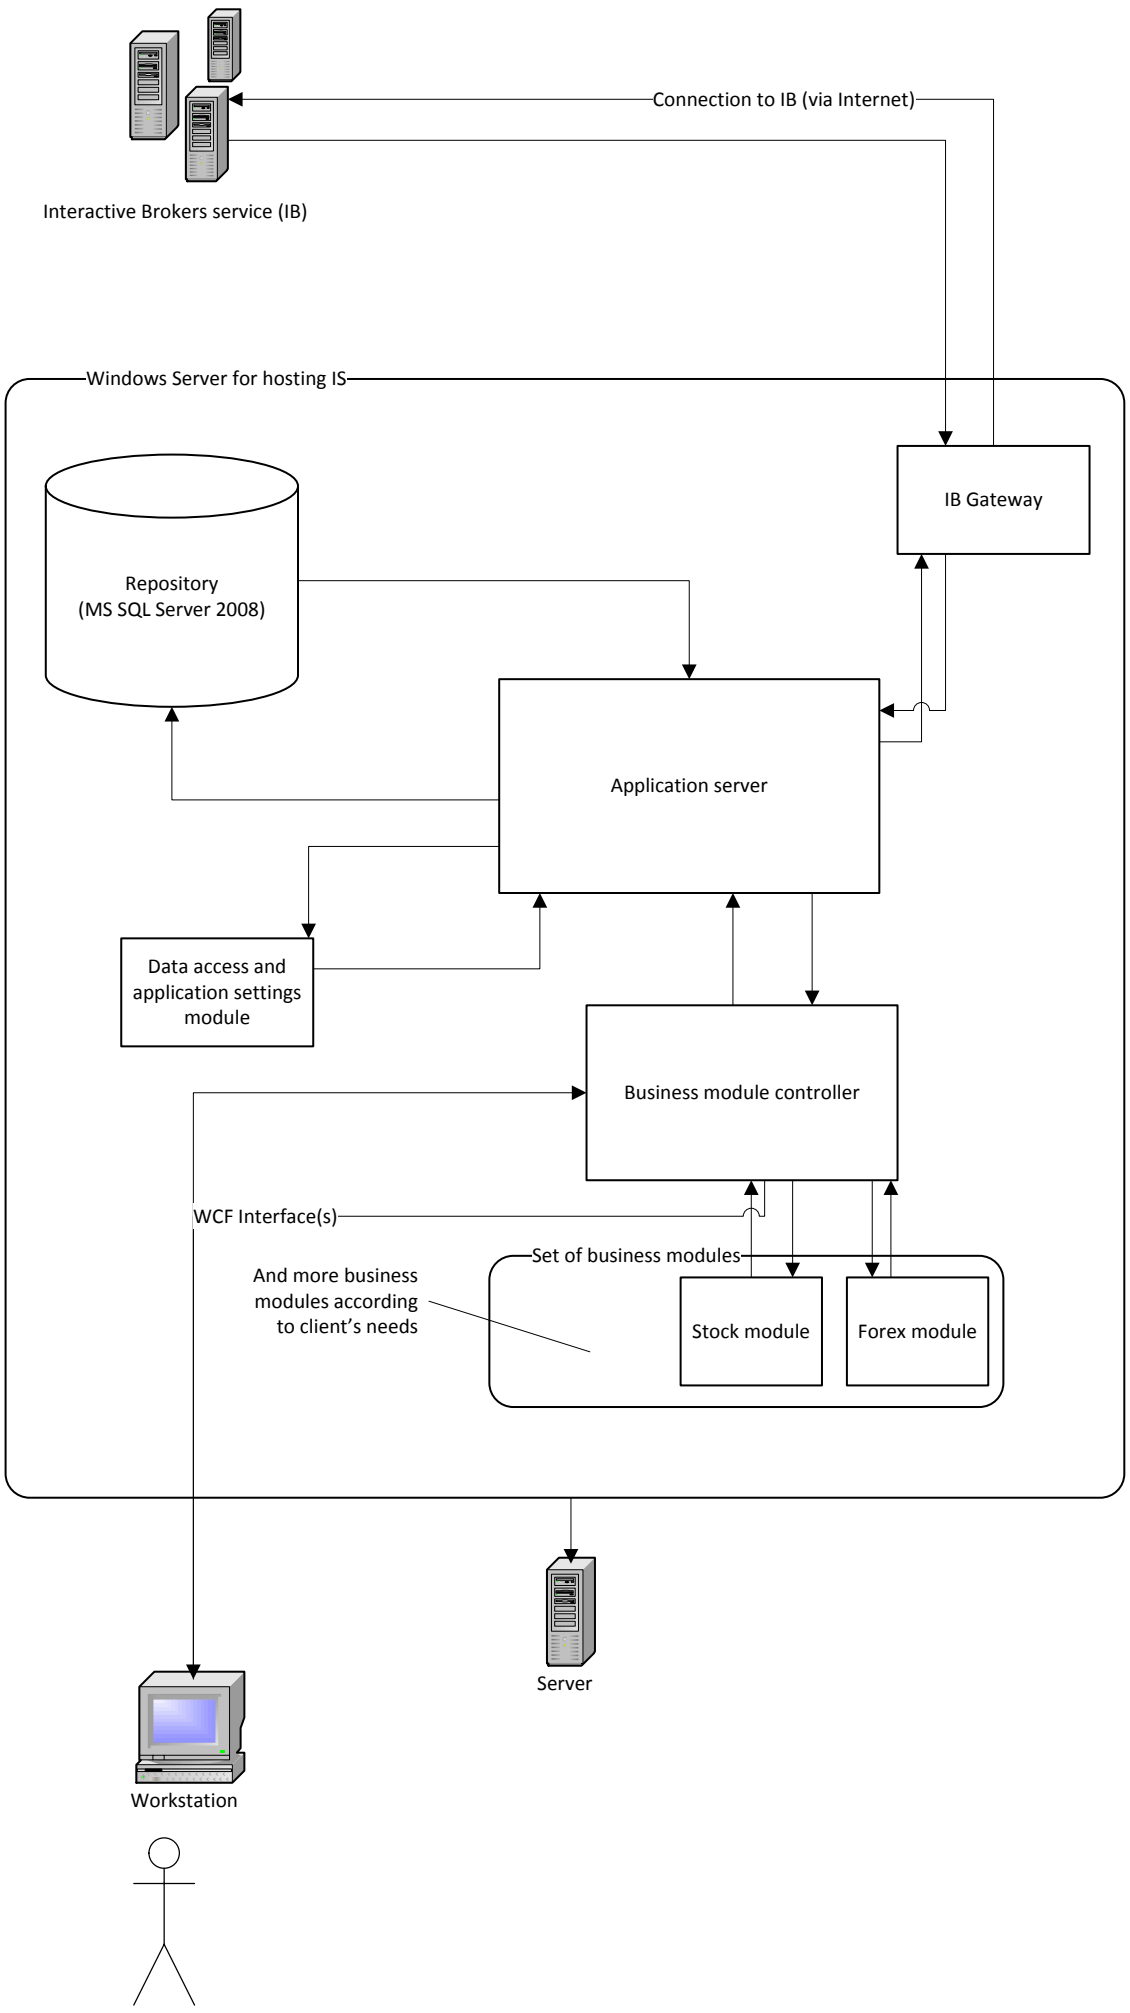 Connection to IB (via Internet)
Interactive Brokers service (IB)
Windows Server for hosting IS
IB Gateway
Repository
(MS SQL Server 2008)
Application server
Data access and
application settings
module
Business module controller
WCF Interface(s)
Set of business modules
And more business
modules according
to client’s needs
Stock module
Forex module
Server
Workstation